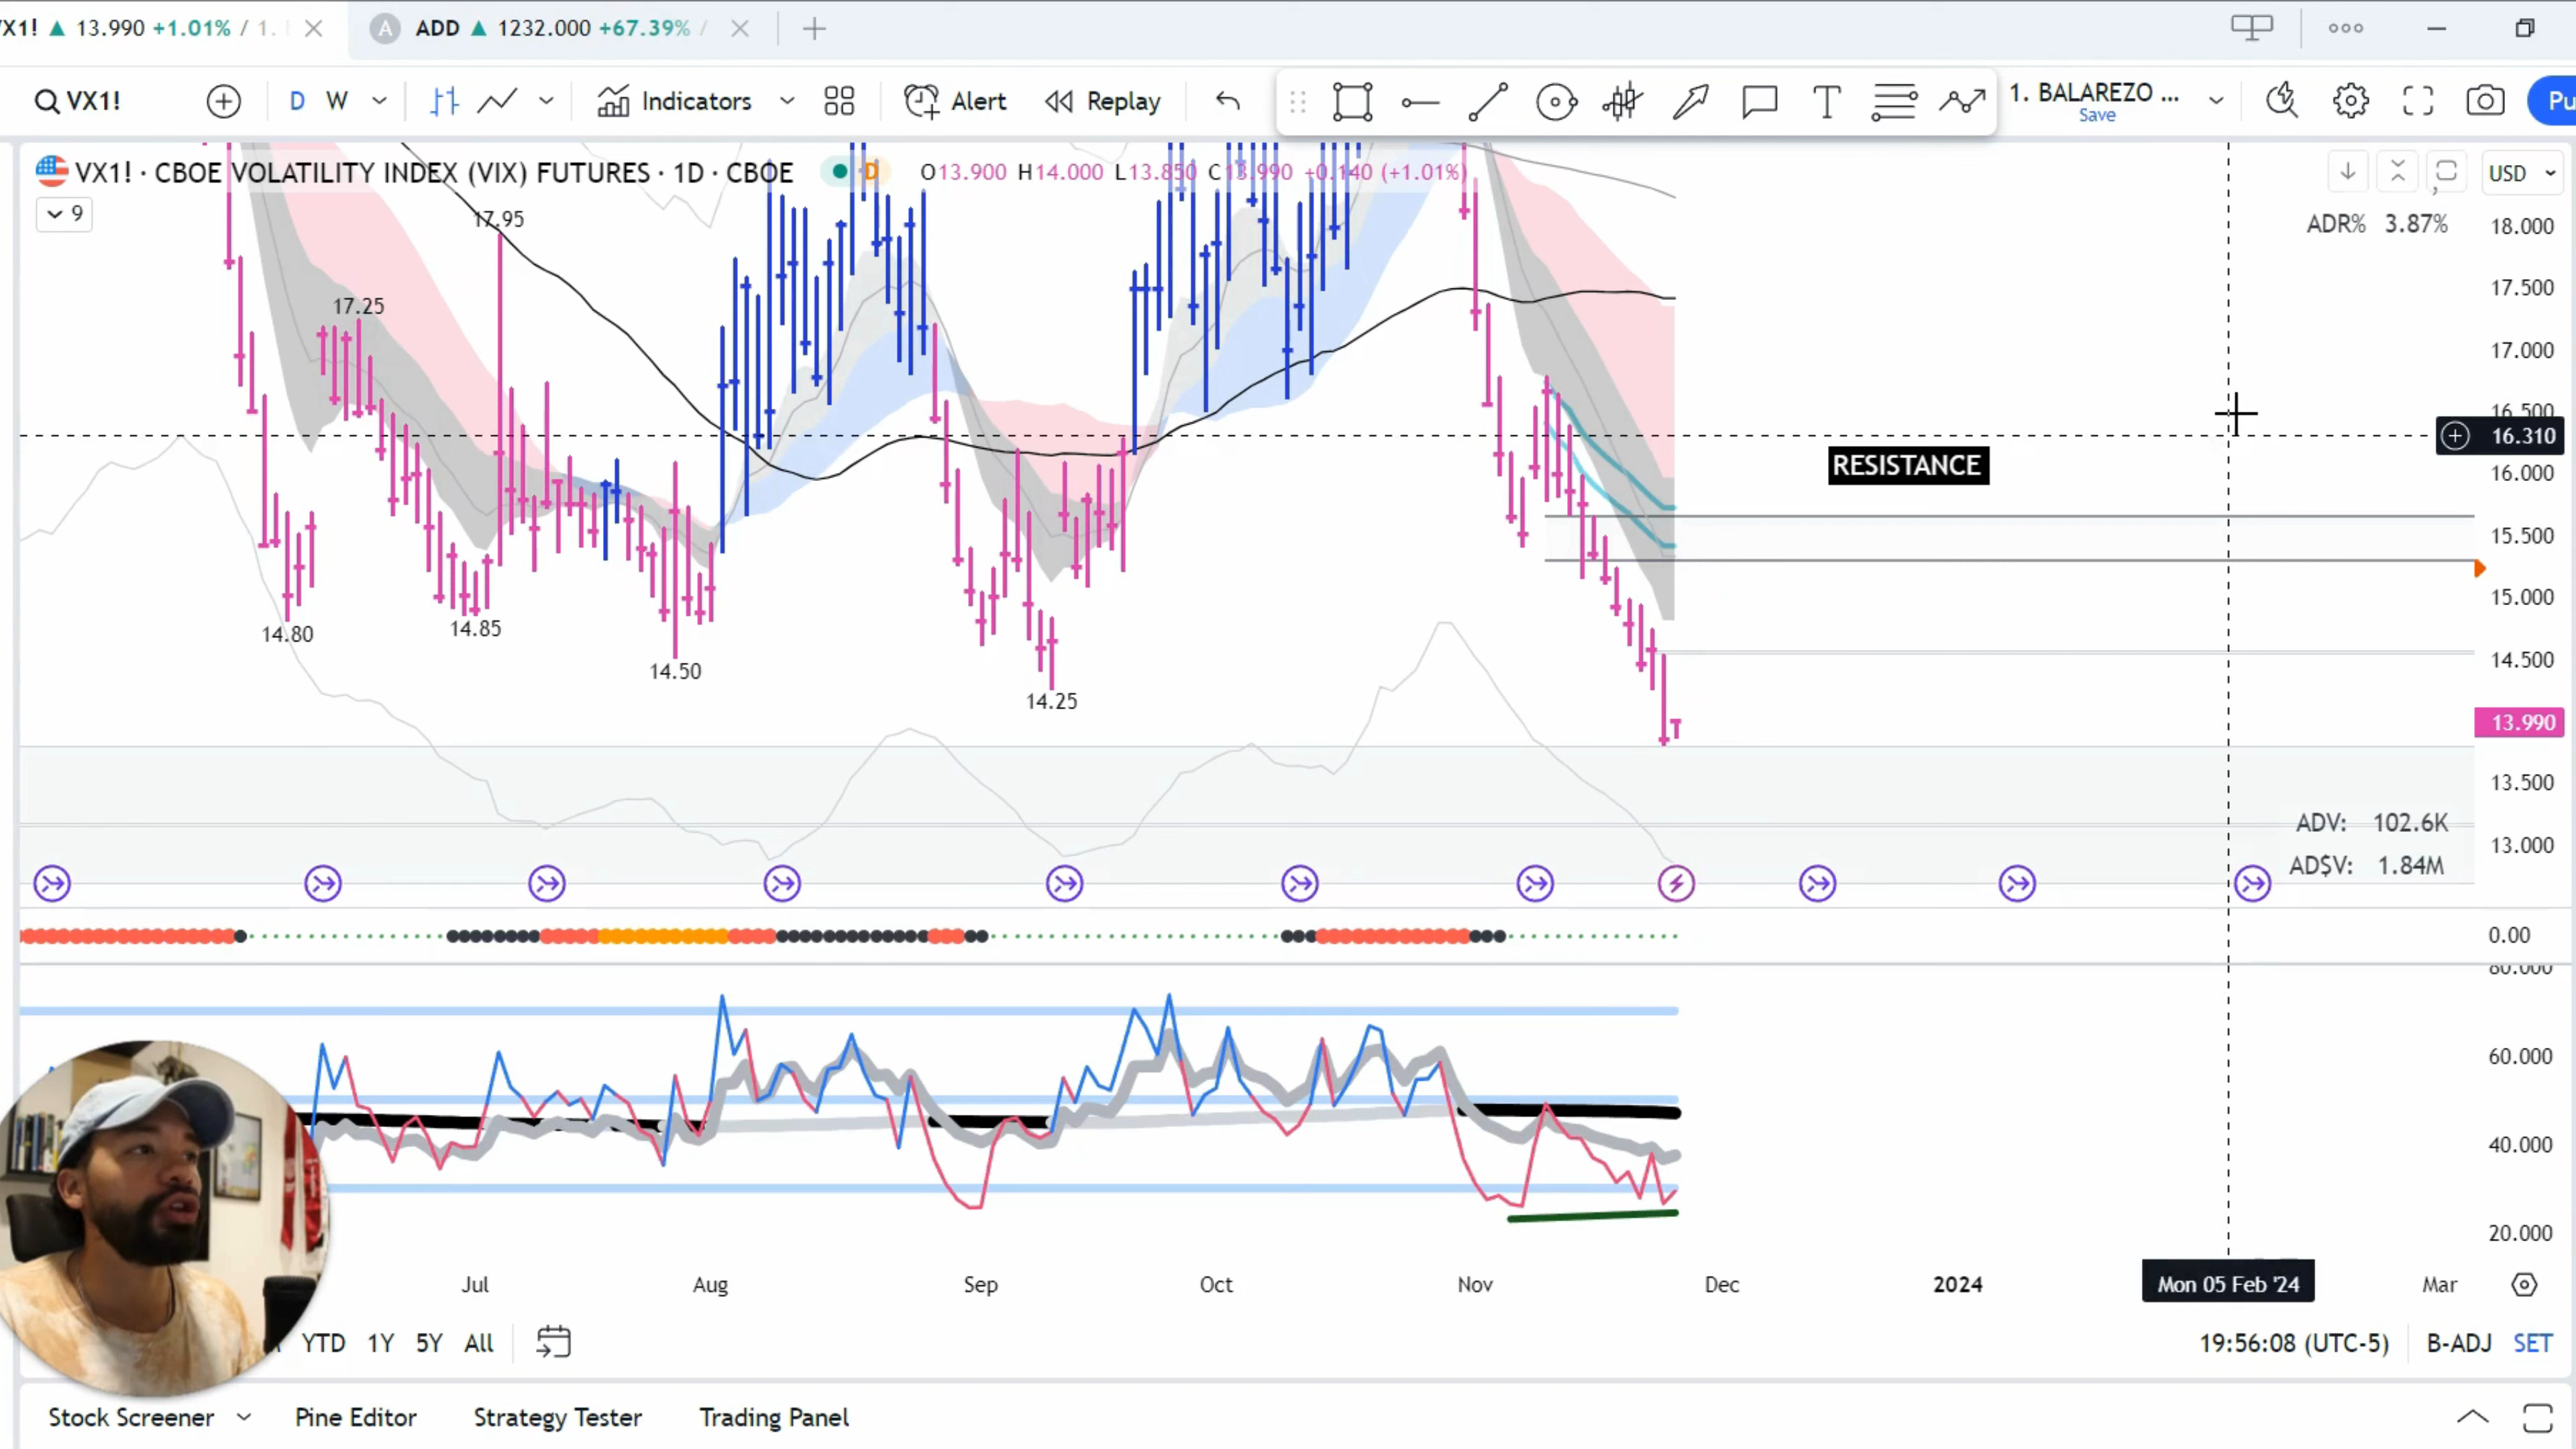 VX1! ▲ 13.990 +1.01% / 1.
A ADD ▲ 1232.000 +67.39% /
VX1! D W Indicators Alert Replay T 1. BALAREZO ... Save Pu
VX1! · CBOE VOLATILITY INDEX (VIX) FUTURES · 1D · CBOE D O13.900 H14.000 L13.850 C13.990 +0.140 (+1.01%) USD
9
ADR% 3.87%
17.95
17.25
RESISTANCE
14.80
14.85
14.50
14.25
18.000
17.500
17.000
16.500
16.310
16.000
15.500
15.000
14.500
13.990
13.500
13.000
ADV: 102.6K
AD$V: 1.84M
0.00
80.000
60.000
40.000
20.000
Jul Aug Sep Oct Nov Dec 2024 Mon 05 Feb '24 Mar
YTD 1Y 5Y All 19:56:08 (UTC-5) B-ADJ SET
Stock Screener Pine Editor Strategy Tester Trading Panel